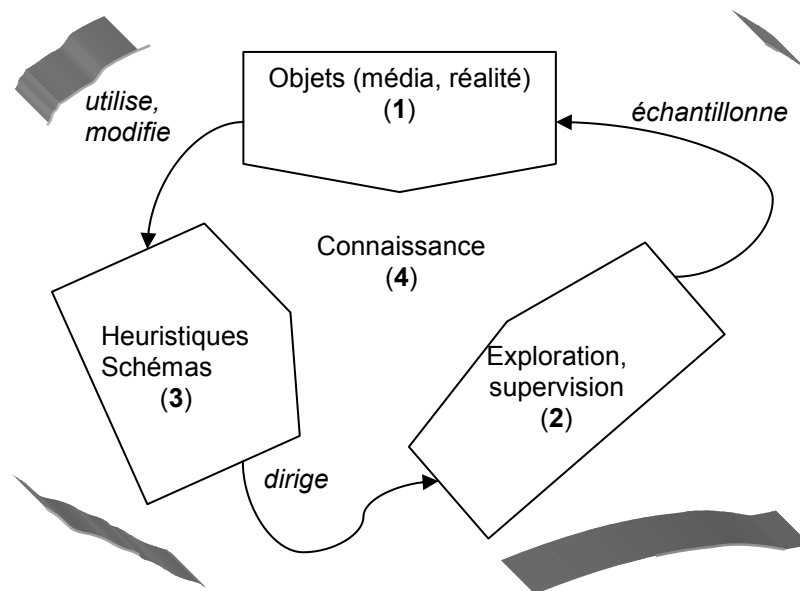 Objets (média, réalité)
(1)
utilise,
modifie
échantillonne
Connaissance
(4)
Heuristiques
Schémas
(3)
Exploration,
supervision
(2)
dirige